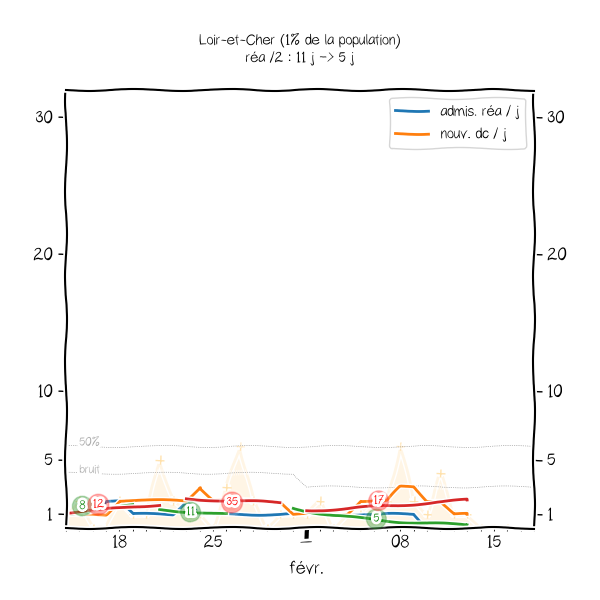 Loir-et-Cher (1% de la population)
réa /2 : 11 j -> 5 j
admis. réa / j
nouv. dc / j
30 30
20 20
10 10
50%
5 5
bruit
1 1
8 12 11 35 17 5
18 25 1 08 15
févr.